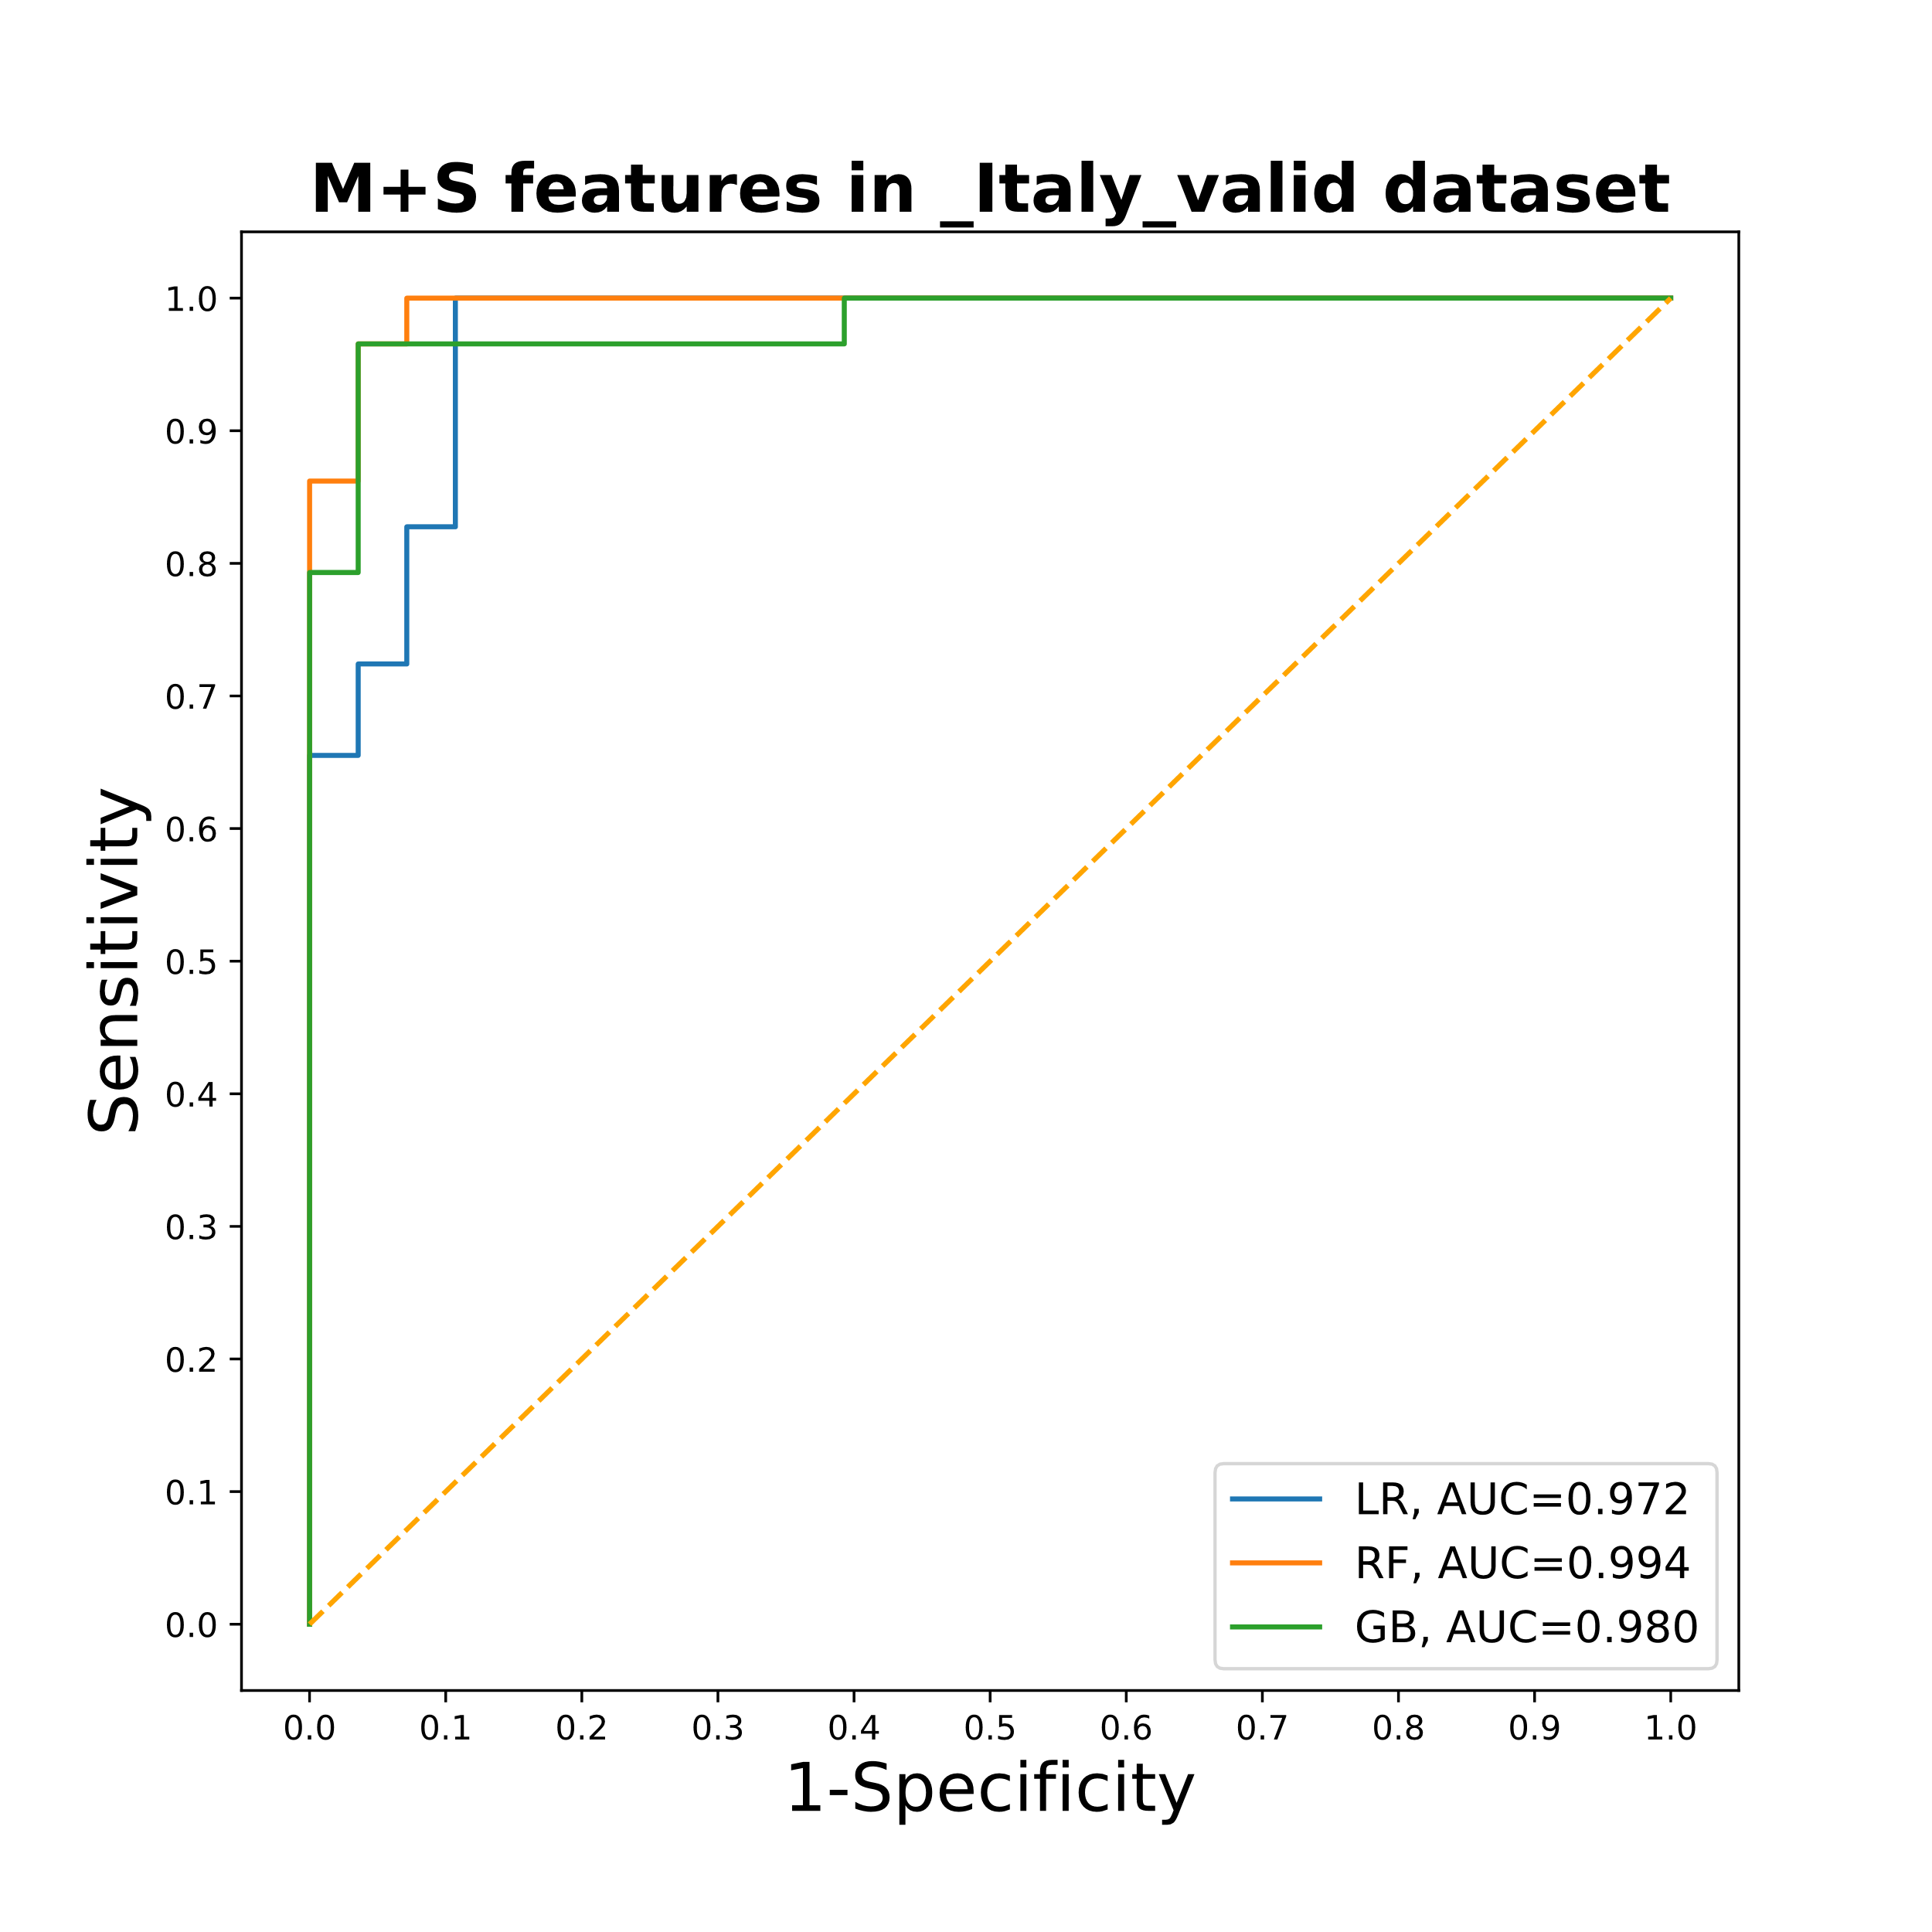 M+S features in _Italy_valid dataset
Sensitivity
1.0
0.9
0.8
0.7
0.6
0.5
0.4
0.3
0.2
0.1
0.0
LR, AUC=0.972
RF, AUC=0.994
GB, AUC=0.980
0.0 0.1 0.2 0.3 0.4 0.5 0.6 0.7 0.8 0.9 1.0
1-Specificity